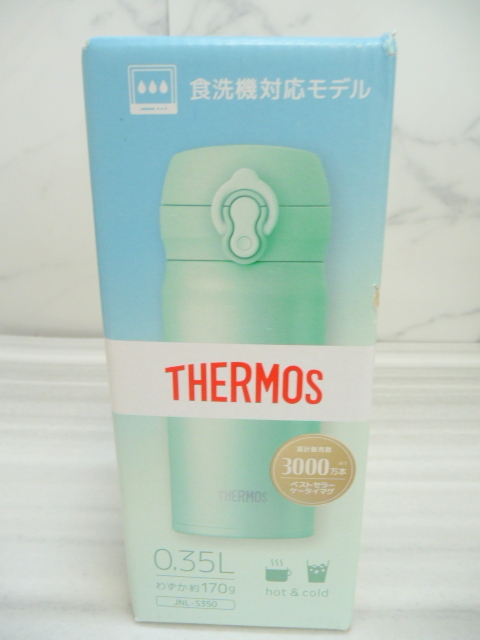 食洗機対応モデル
THERMOS
累計販売数
3000万本
ベストセラー
ケータイマグ
THERMOS
0.35L
わずか約170g
JNL-S350
hot & cold